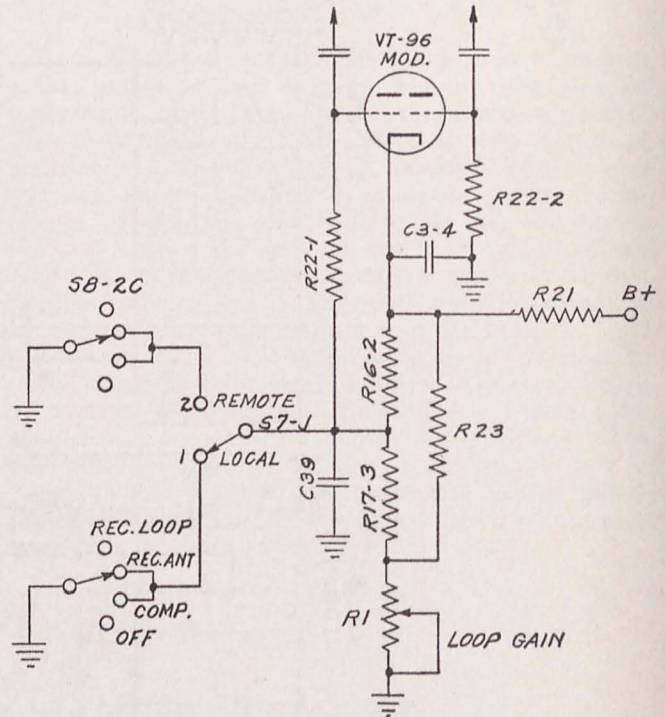 VT-96
MOD.
R22-2
C3-4
R22-1
S8-2C
R21
B+
R16-2
2 REMOTE
S7-J
R23
1 LOCAL
C39
R17-3
REC. LOOP
REC.ANT
COMP.
OFF
R1
LOOP GAIN